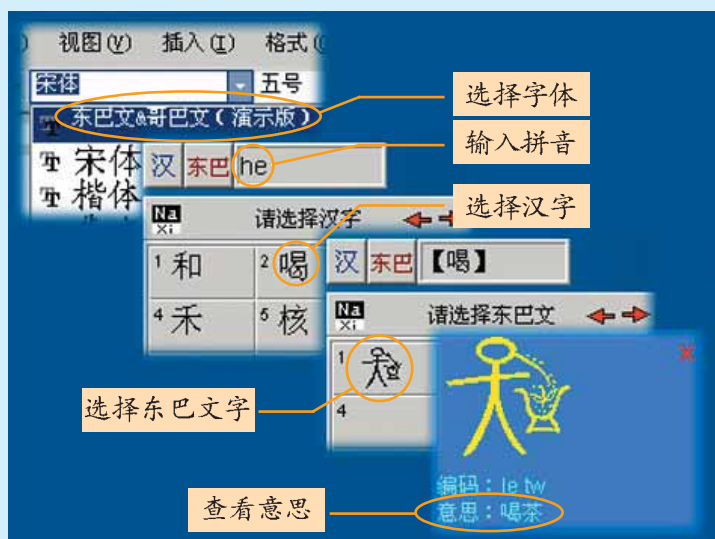 视图(V) 插入(I) 格式(
宋体 五号
东巴文&哥巴文(演示版)
选择字体
宋体
楷体
汉 东巴 he
输入拼音
Na
Xi
请选择汉字
选择汉字
1 和 2 喝
4 禾 5 核
汉 东巴 【喝】
Na
Xi
请选择东巴文
1
4
选择东巴文字
编码:le tw
意思:喝茶
查看意思